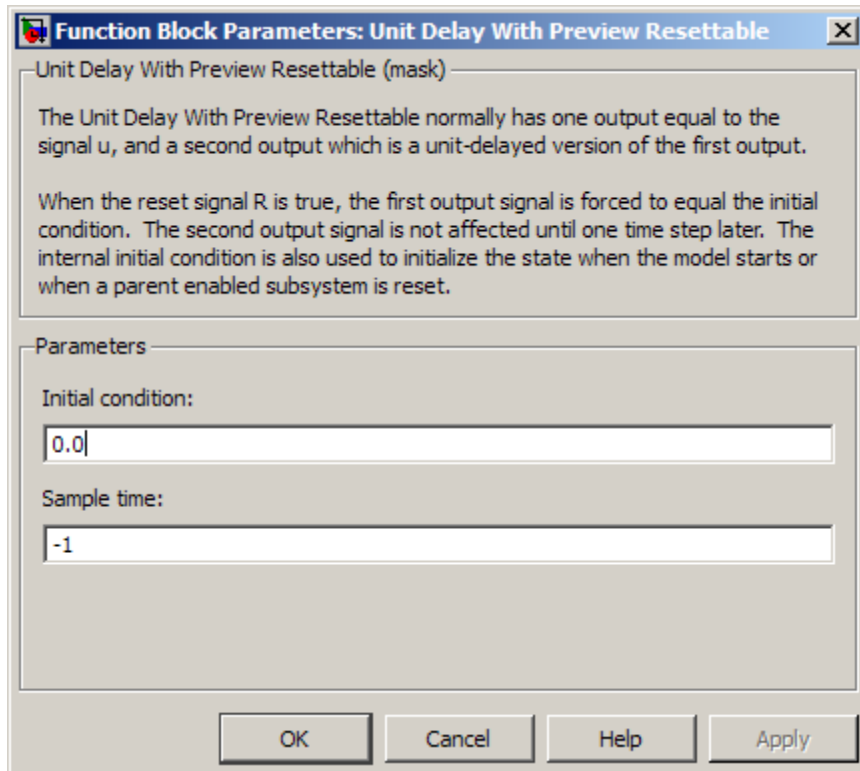 Function Block Parameters: Unit Delay With Preview Resettable
Unit Delay With Preview Resettable (mask)
The Unit Delay With Preview Resettable normally has one output equal to the
signal u, and a second output which is a unit-delayed version of the first output.
When the reset signal R is true, the first output signal is forced to equal the initial
condition.  The second output signal is not affected until one time step later.  The
internal initial condition is also used to initialize the state when the model starts or
when a parent enabled subsystem is reset.
Parameters
Initial condition:
0.0
Sample time:
-1
OK Cancel Help Apply